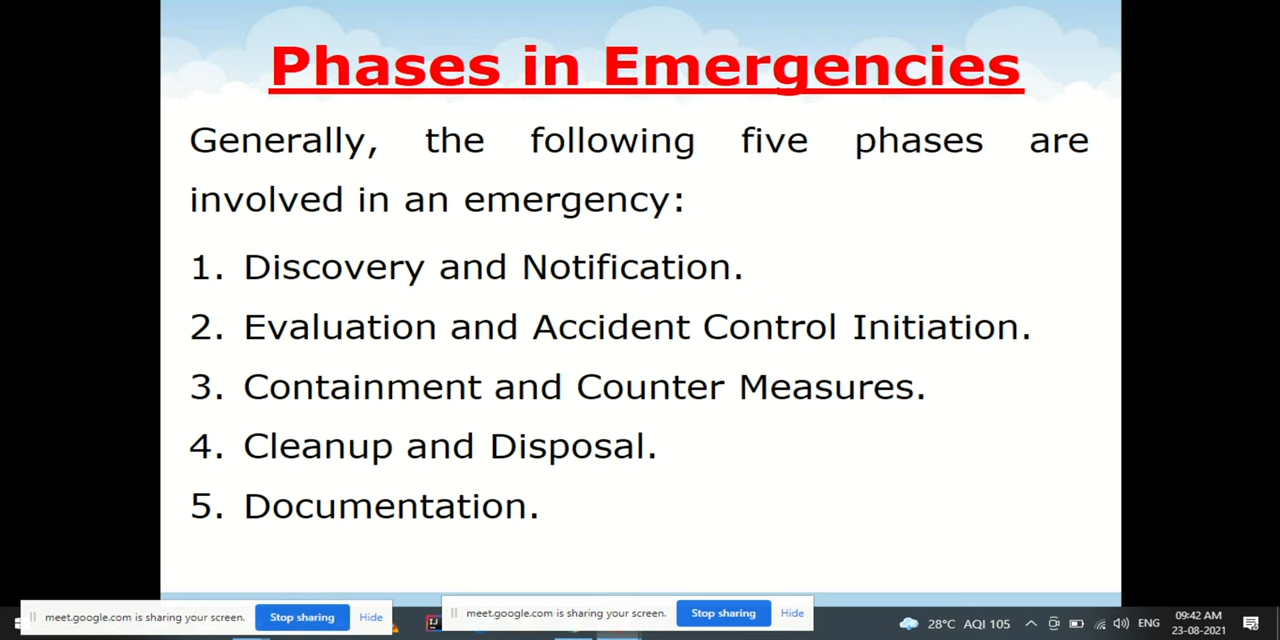 Phases in Emergencies
Generally, the following five phases are
involved in an emergency:
1. Discovery and Notification.
2. Evaluation and Accident Control Initiation.
3. Containment and Counter Measures.
4. Cleanup and Disposal.
5. Documentation.
meet.google.com is sharing your screen. Stop sharing Hide
meet.google.com is sharing your screen. Stop sharing Hide
28°C AQI 105 ENG 09:42 AM
23-08-2021